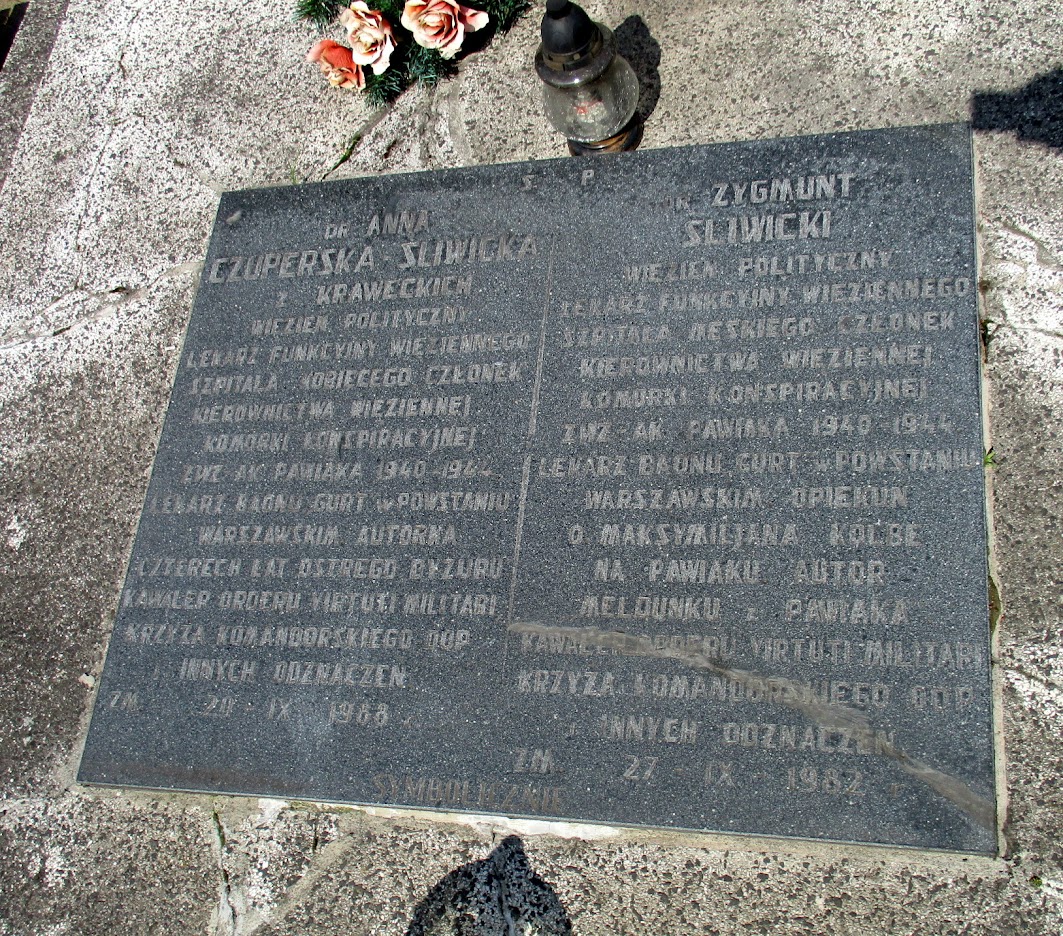 S P
DR ANNA
CZUPERSKA ŚLIWICKA
z KRAWECKICH
WIĘZIEŃ POLITYCZNY
LEKARZ FUNKCYJNY WIĘZIENNEGO
SZPITALA KOBIECEGO CZŁONEK
KIEROWNICTWA WIĘZIENNEJ
KOMÓRKI KONSPIRACYJNEJ
ZWZ-AK PAWIAKA 1940-1944
LEKARZ BAONU GURT w POWSTANIU
WARSZAWSKIM AUTORKA
CZTERECH LAT OSTREGO DYŻURU
KAWALER ORDERU VIRTUTI MILITARI
KRZYŻA KOMANDORSKIEGO OOP
i INNYCH ODZNACZEŃ
ZM 20 - IX 1988 r
DR ZYGMUNT
ŚLIWICKI
WIĘZIEŃ POLITYCZNY
LEKARZ FUNKCYJNY WIĘZIENNEGO
SZPITALA MĘSKIEGO CZŁONEK
KIEROWNICTWA WIĘZIENNEJ
KOMÓRKI KONSPIRACYJNEJ
ZWZ-AK PAWIAKA 1940-1944
LEKARZ BAONU GURT w POWSTANIU
WARSZAWSKIM OPIEKUN
O MAKSYMILJANA KOLBE
NA PAWIAKU AUTOR
MELDUNKU z PAWIAKA
KAWALER ORDERU VIRTUTI MILITARI
KRZYŻA KOMANDORSKIEGO OOP
i INNYCH ODZNACZEŃ
ZM 27 - IX - 1982 r
SYMBOLICZNIE